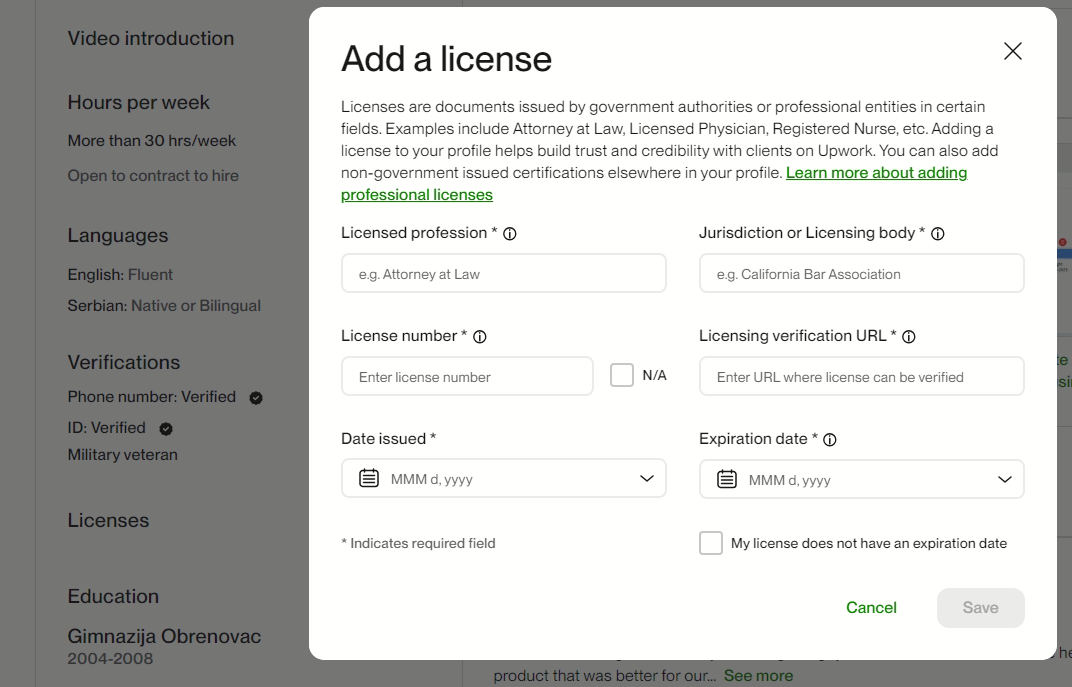 Video introduction
Hours per week
More than 30 hrs/week
Open to contract to hire
Languages
English: Fluent
Serbian: Native or Bilingual
Verifications
Phone number: Verified
ID: Verified
Military veteran
Licenses
Education
Gimnazija Obrenovac
2004-2008
Add a license
Licenses are documents issued by government authorities or professional entities in certain
fields. Examples include Attorney at Law, Licensed Physician, Registered Nurse, etc. Adding a
license to your profile helps build trust and credibility with clients on Upwork. You can also add
non-government issued certifications elsewhere in your profile. Learn more about adding
professional licenses
Licensed profession *
e.g. Attorney at Law
Jurisdiction or Licensing body *
e.g. California Bar Association
License number *
Enter license number
N/A
Licensing verification URL *
Enter URL where license can be verified
Date issued *
MMM d, yyyy
Expiration date *
MMM d, yyyy
* Indicates required field
My license does not have an expiration date
Cancel
Save
product that was better for our... See more